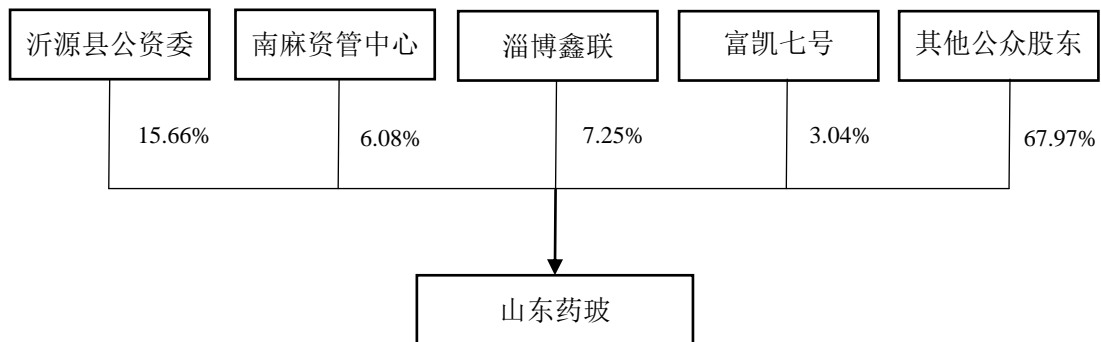 沂源县公资委
南麻资管中心
淄博鑫联
富凯七号
其他公众股东
15.66%
6.08%
7.25%
3.04%
67.97%
山东药玻